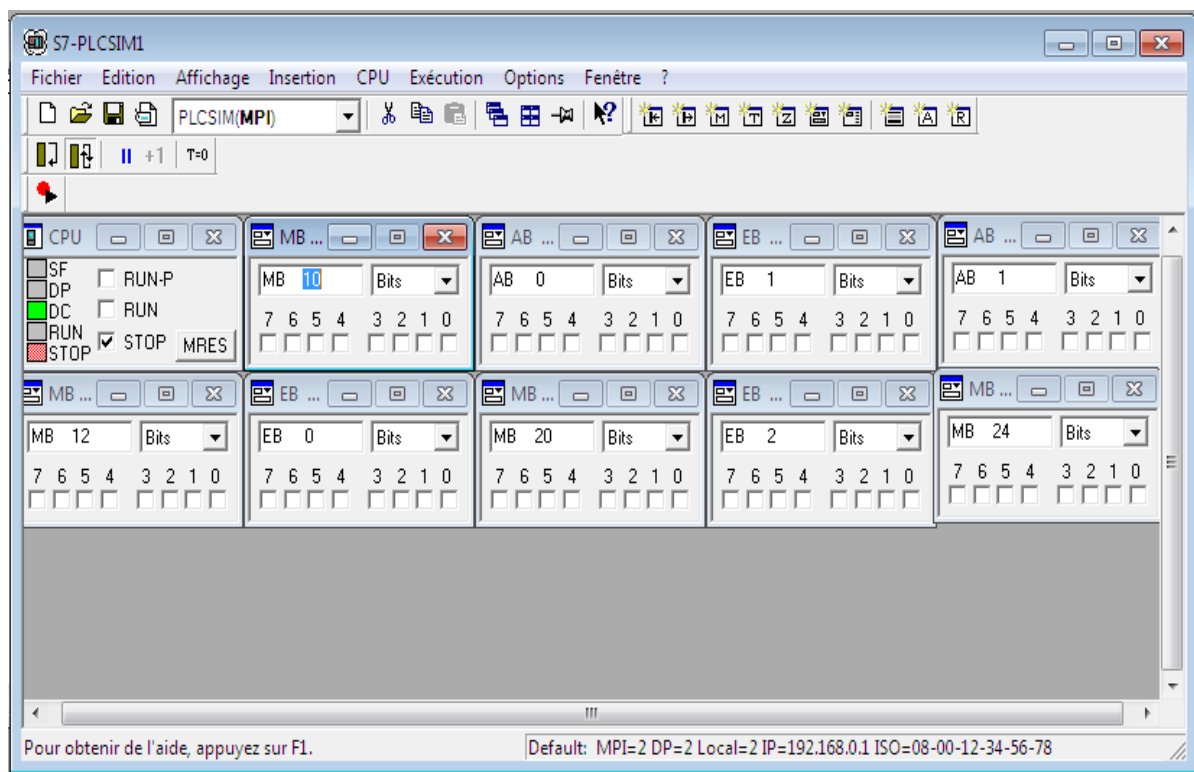 S7-PLCSIM1
Fichier Edition Affichage Insertion CPU Exécution Options Fenêtre ?
PLCSIM(MPI)
+1 T=0
CPU
SF
DP
DC
RUN
STOP
RUN-P
RUN
STOP
MRES
MB ...
MB 10 Bits
7 6 5 4 3 2 1 0
AB ...
AB 0 Bits
7 6 5 4 3 2 1 0
EB ...
EB 1 Bits
7 6 5 4 3 2 1 0
AB ...
AB 1 Bits
7 6 5 4 3 2 1 0
MB ...
MB 12 Bits
7 6 5 4 3 2 1 0
EB ...
EB 0 Bits
7 6 5 4 3 2 1 0
MB ...
MB 20 Bits
7 6 5 4 3 2 1 0
EB ...
EB 2 Bits
7 6 5 4 3 2 1 0
MB ...
MB 24 Bits
7 6 5 4 3 2 1 0
Pour obtenir de l'aide, appuyez sur F1.
Default: MPI=2 DP=2 Local=2 IP=192.168.0.1 ISO=08-00-12-34-56-78